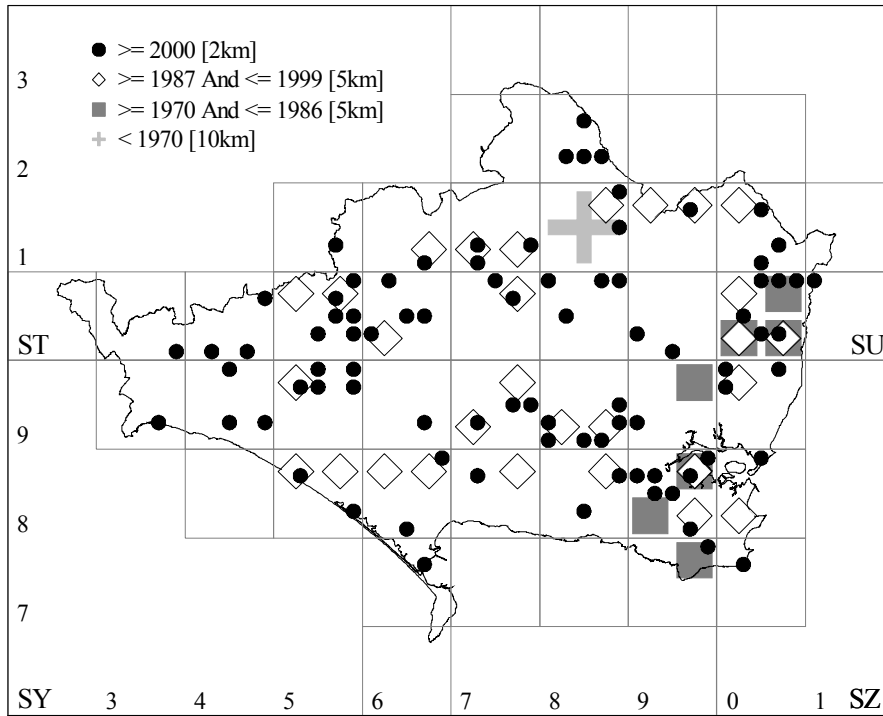 >= 2000 [2km]
3
>= 1987 And <= 1999 [5km]
>= 1970 And <= 1986 [5km]
< 1970 [10km]
2
1
ST
SU
9
8
7
SY 3 4 5 6 7 8 9 0 1 SZ